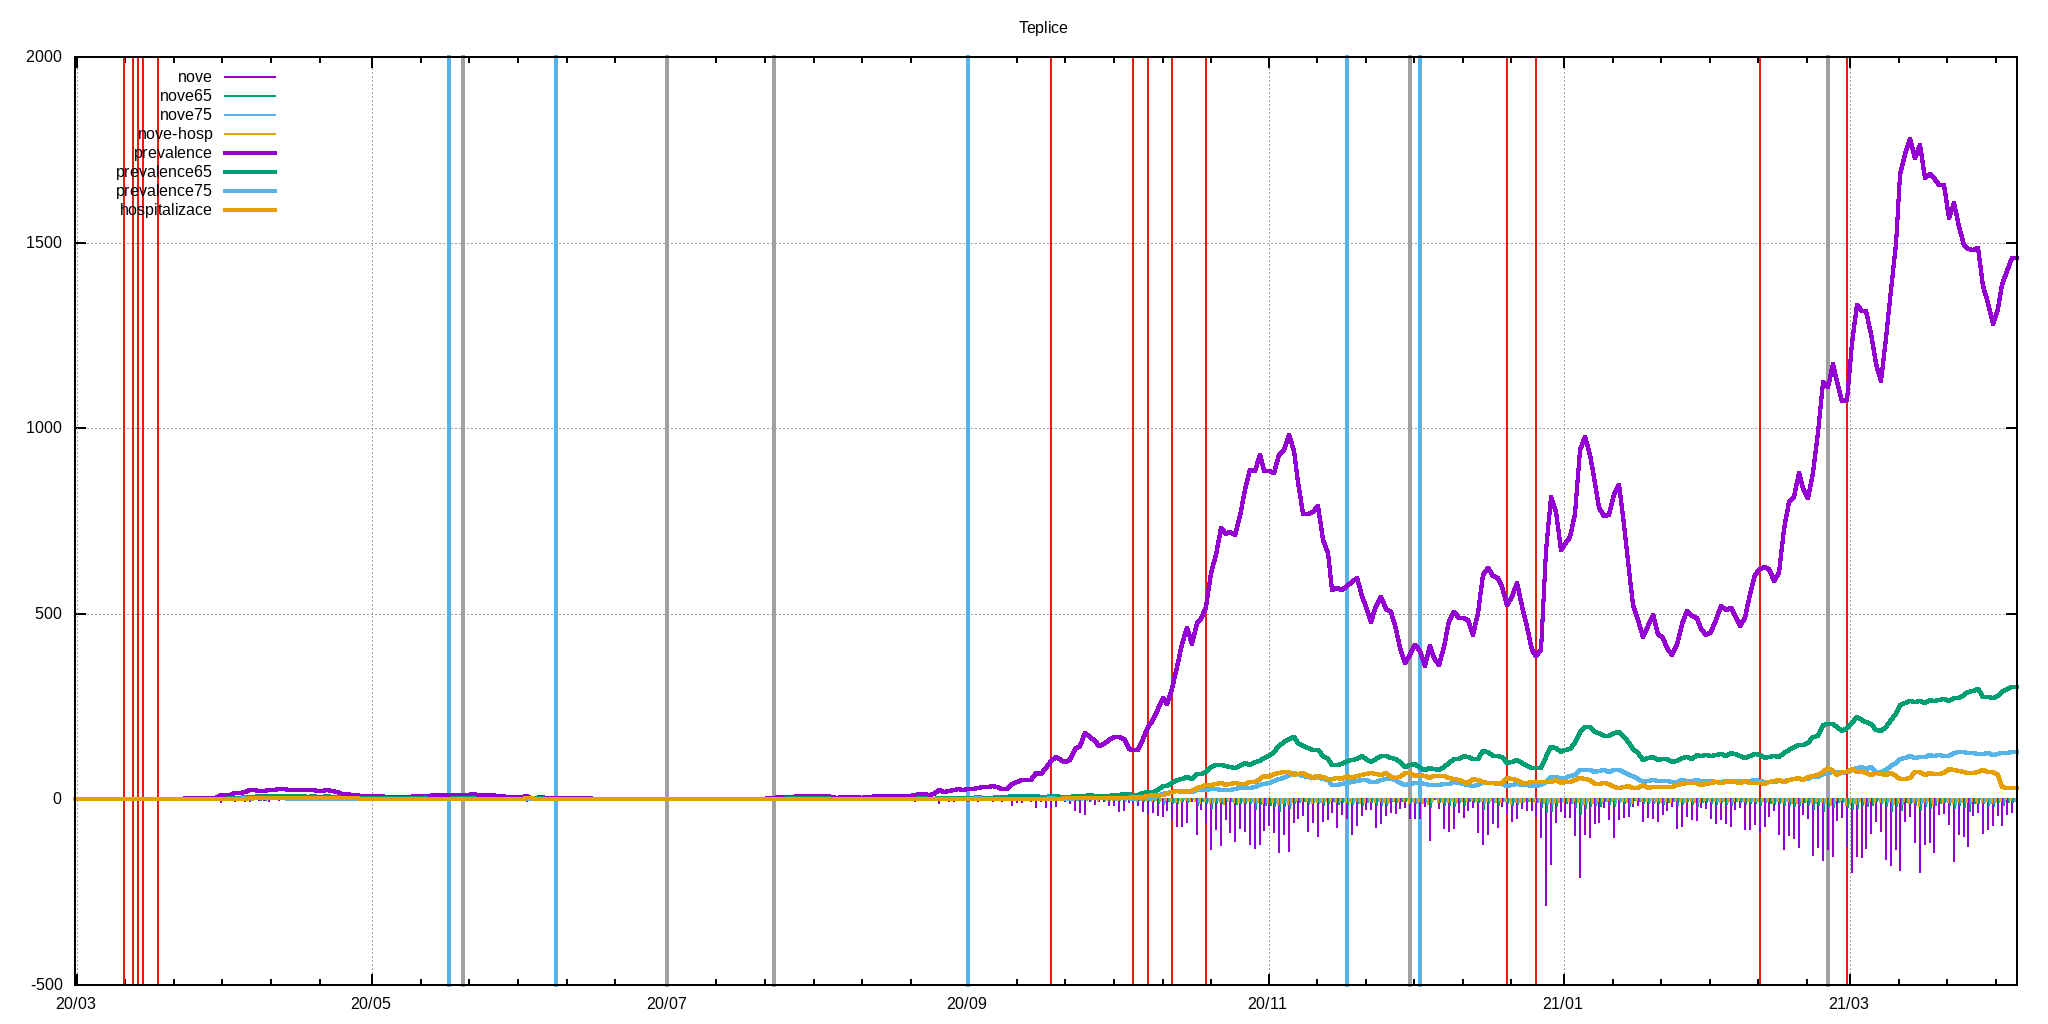 Teplice
2000
1500
1000
500
0
-500
nove
nove65
nove75
nove-hosp
prevalence
prevalence65
prevalence75
hospitalizace
20/03 20/05 20/07 20/09 20/11 21/01 21/03